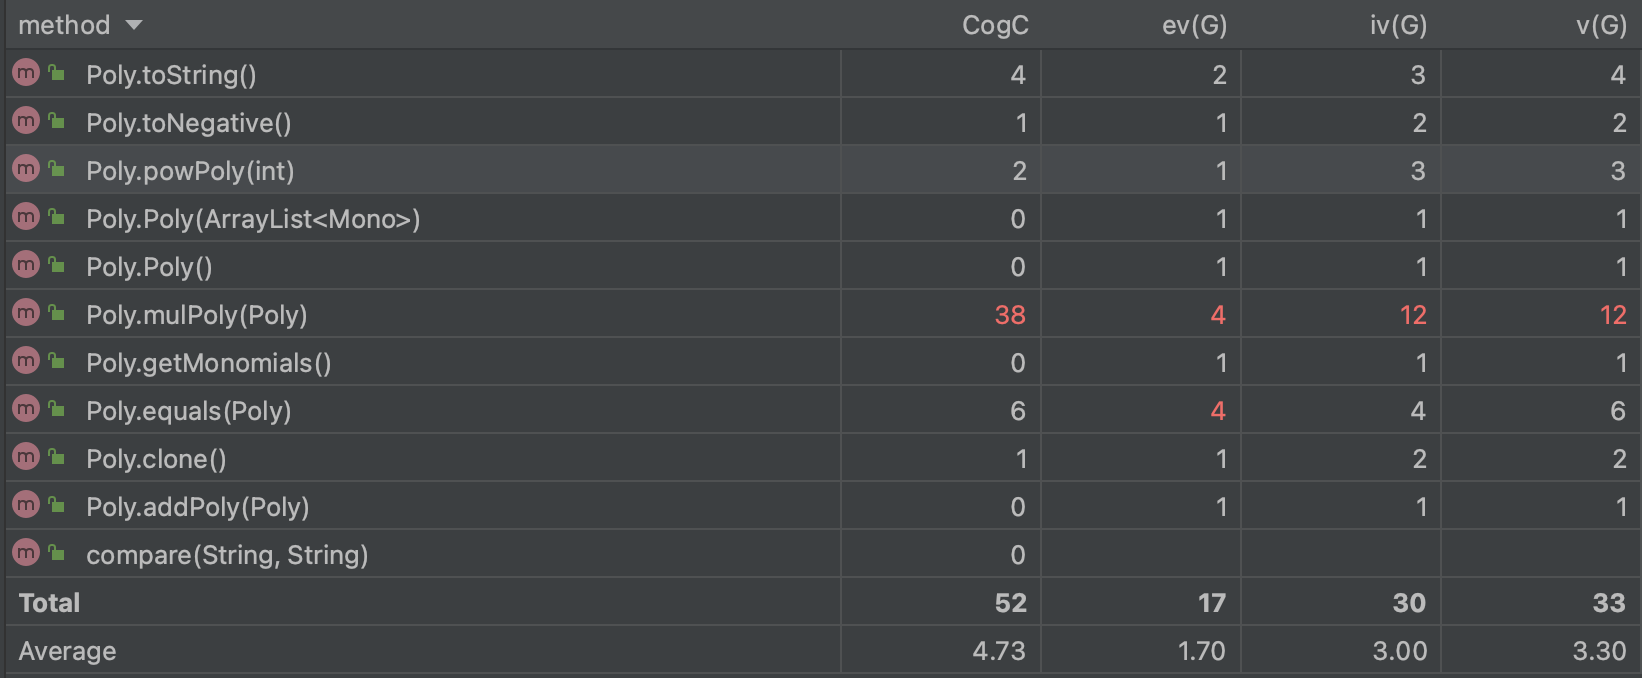 method CogC ev(G) iv(G) v(G)
m Poly.toString() 4 2 3 4
m Poly.toNegative() 1 1 2 2
m Poly.powPoly(int) 2 1 3 3
m Poly.Poly(ArrayList<Mono>) 0 1 1 1
m Poly.Poly() 0 1 1 1
m Poly.mulPoly(Poly) 38 4 12 12
m Poly.getMonomials() 0 1 1 1
m Poly.equals(Poly) 6 4 4 6
m Poly.clone() 1 1 2 2
m Poly.addPoly(Poly) 0 1 1 1
m compare(String, String) 0
Total 52 17 30 33
Average 4.73 1.70 3.00 3.30